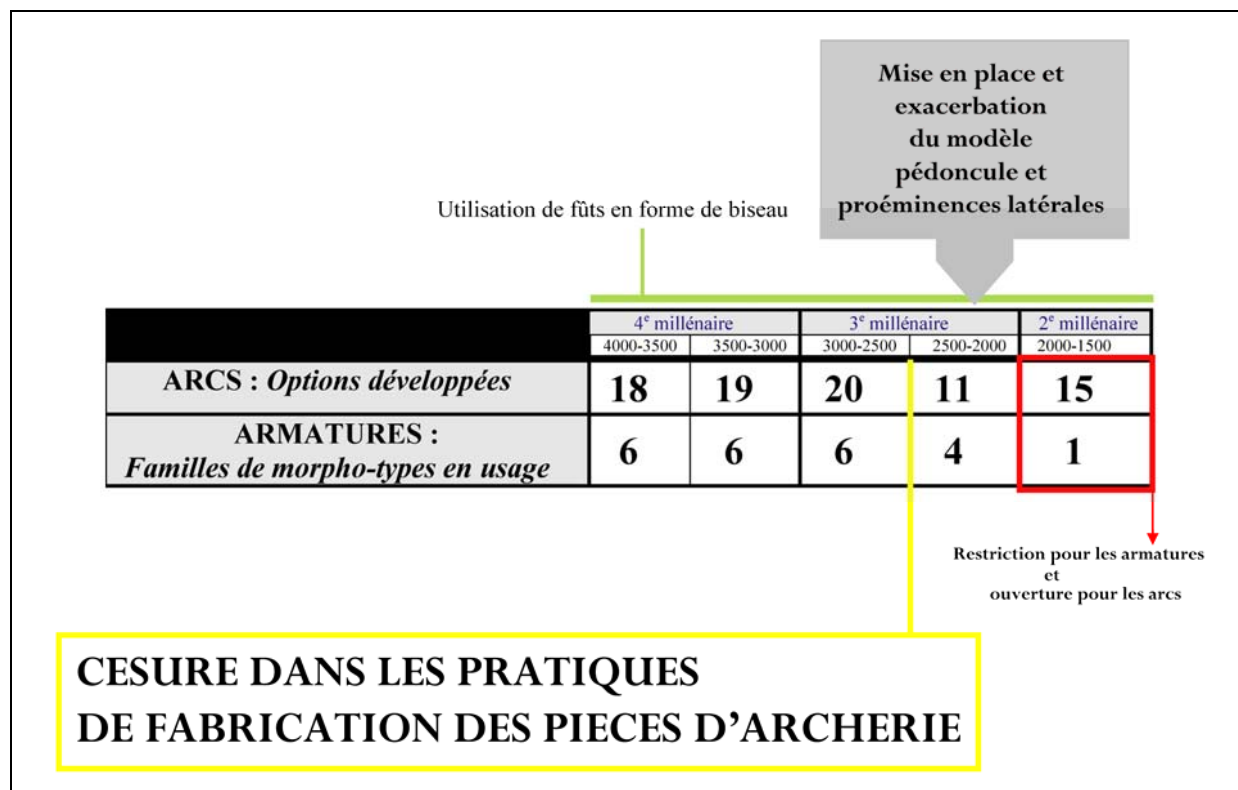 Mise en place et
exacerbation
du modèle
pédoncule et
proéminences latérales
Utilisation de fûts en forme de biseau
4e millénaire 3e millénaire 2e millénaire
4000-3500 3500-3000 3000-2500 2500-2000 2000-1500
ARCS : Options développées 18 19 20 11 15
ARMATURES :
Familles de morpho-types en usage 6 6 6 4 1
Restriction pour les armatures
et
ouverture pour les arcs
CESURE DANS LES PRATIQUES
DE FABRICATION DES PIECES D'ARCHERIE